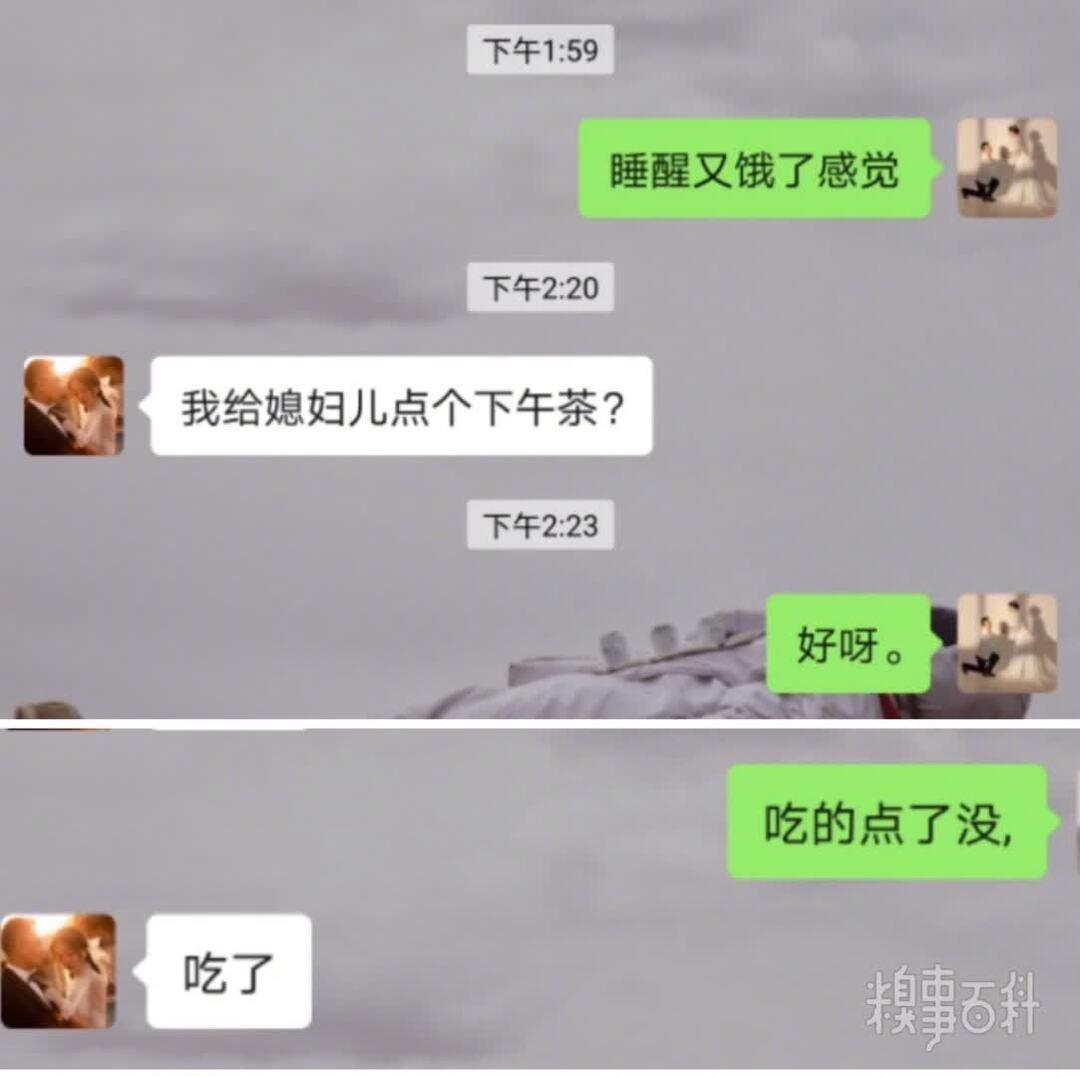 下午1:59
睡醒又饿了感觉
下午2:20
我给媳妇儿点个下午茶?
下午2:23
好呀。
吃的点了没,
吃了
糗事百科